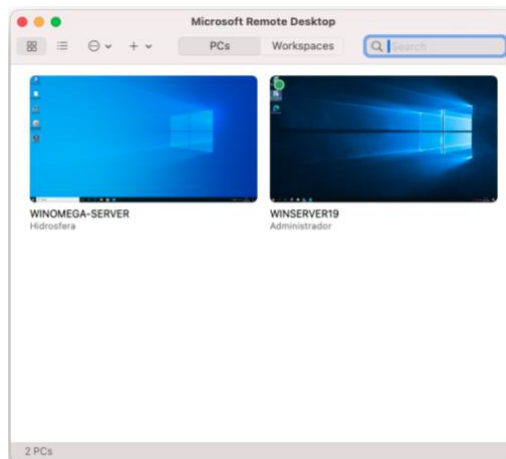 Microsoft Remote Desktop
PCs Workspaces Search
WINOMEGA-SERVER
Hidrosfera
WINSERVER19
Administrador
2 PCs